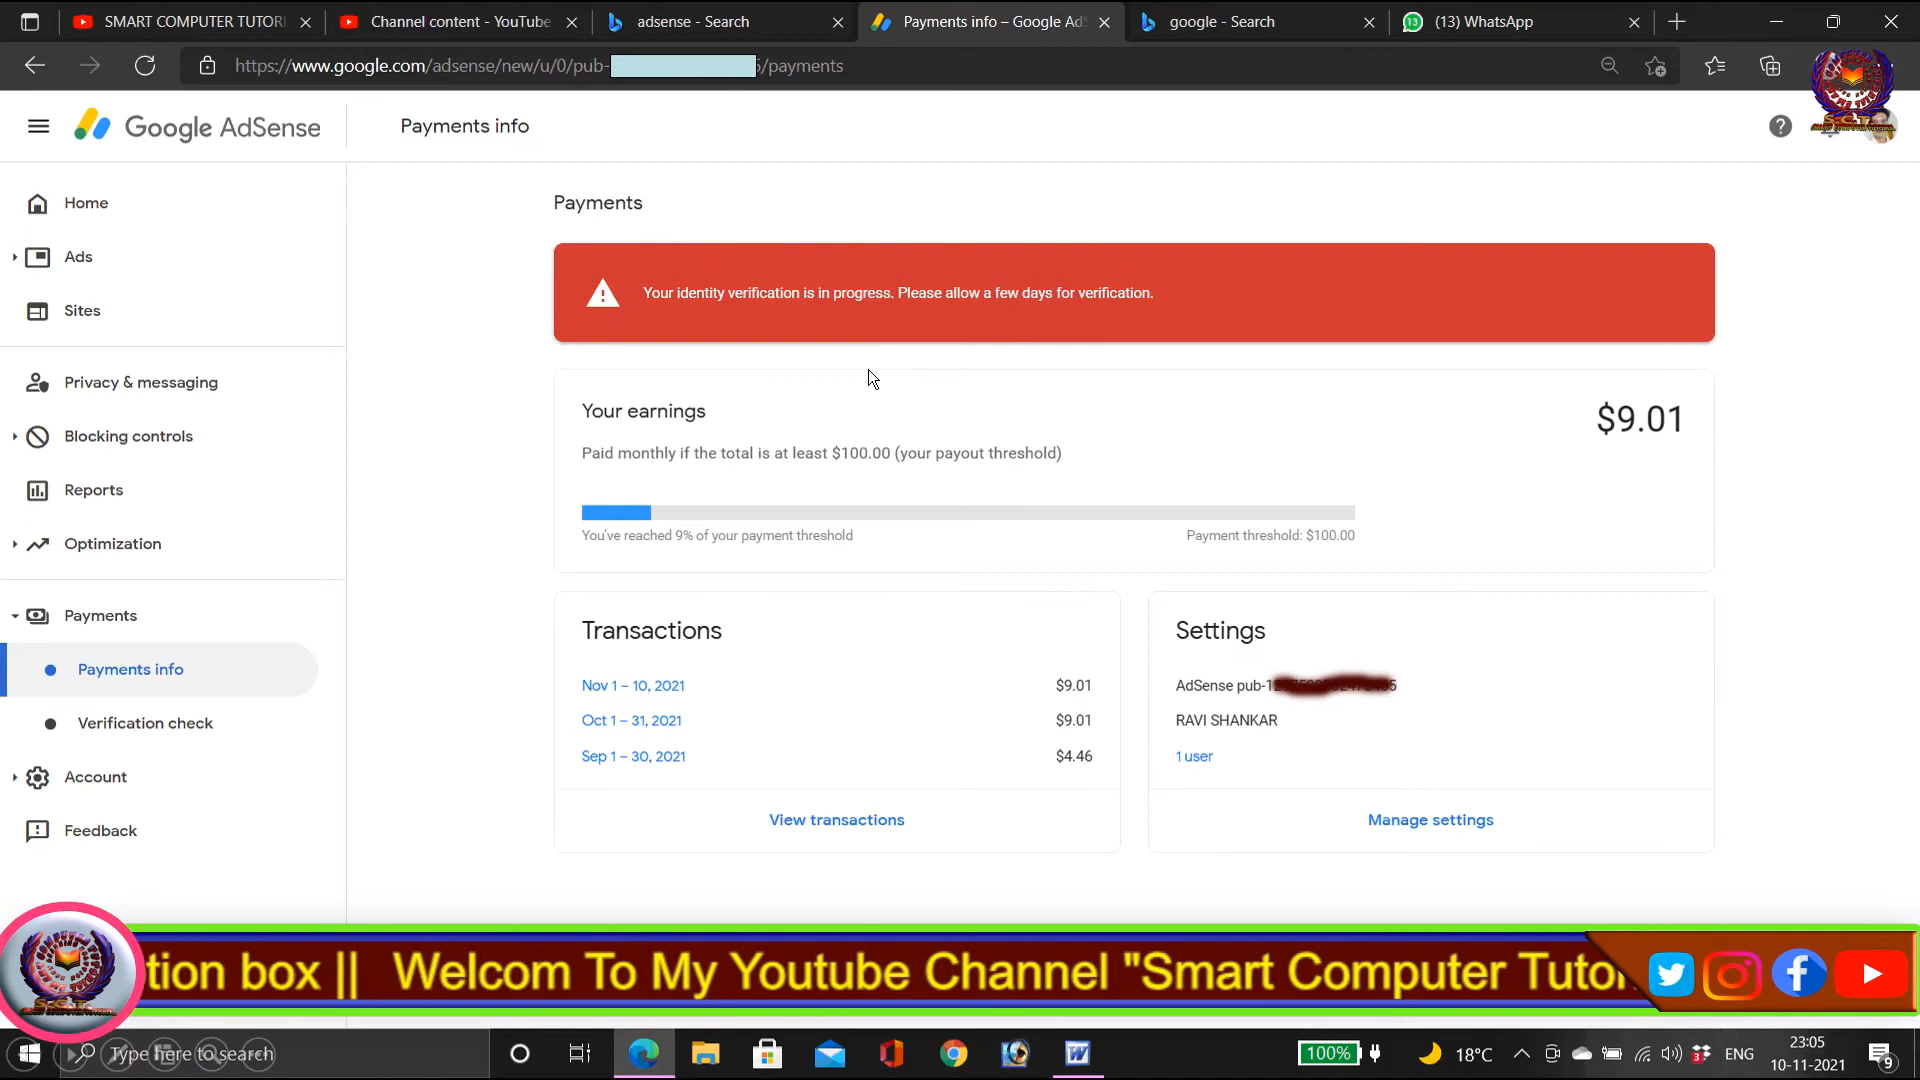 SMART COMPUTER TUTORI
Channel content - YouTube
adsense - Search
Payments info – Google Ads
google - Search
13
(13) WhatsApp
https://www.google.com/adsense/new/u/0/pub-
/payments
Google AdSense
Payments info
Home
Ads
Sites
Privacy & messaging
Blocking controls
Reports
Optimization
Payments
Payments info
Verification check
Account
Feedback
Payments
Your identity verification is in progress. Please allow a few days for verification.
Your earnings
$9.01
Paid monthly if the total is at least $100.00 (your payout threshold)
You've reached 9% of your payment threshold
Payment threshold: $100.00
Transactions
Nov 1 – 10, 2021
$9.01
Oct 1 – 31, 2021
$9.01
Sep 1 – 30, 2021
$4.46
View transactions
Settings
AdSense pub-1
RAVI SHANKAR
1 user
Manage settings
tion box || Welcom To My Youtube Channel "Smart Computer Tutor
Type here to search
100%
18°C
3
ENG
23:05
10-11-2021
9